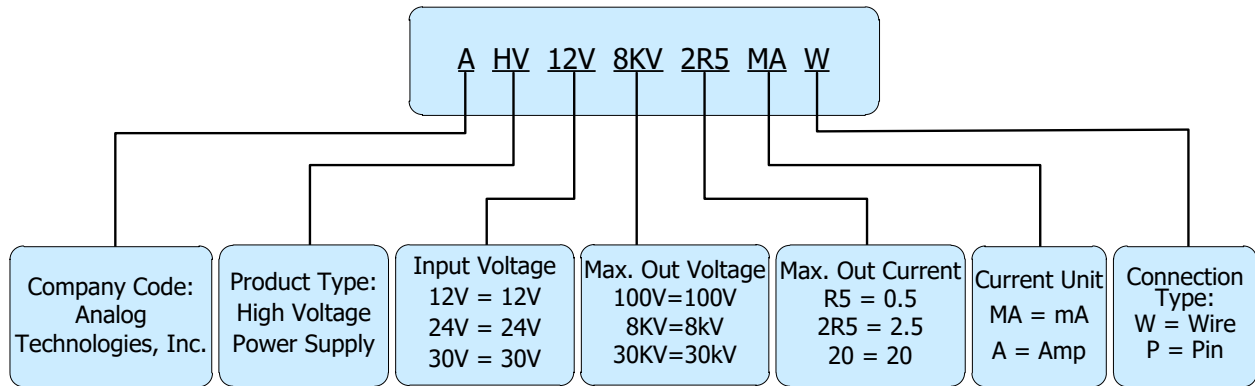 A HV 12V 8KV 2R5 MA W
Company Code:
Analog
Technologies, Inc.
Product Type:
High Voltage
Power Supply
Input Voltage
12V = 12V
24V = 24V
30V = 30V
Max. Out Voltage
100V=100V
8KV=8kV
30KV=30kV
Max. Out Current
R5 = 0.5
2R5 = 2.5
20 = 20
Current Unit
MA = mA
A = Amp
Connection
Type:
W = Wire
P = Pin